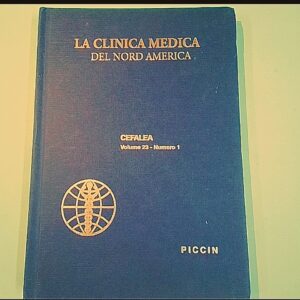 LA CLINICA MEDICA
DEL NORD AMERICA
CEFALEA
Volume 23 - Numero 1
PICCIN